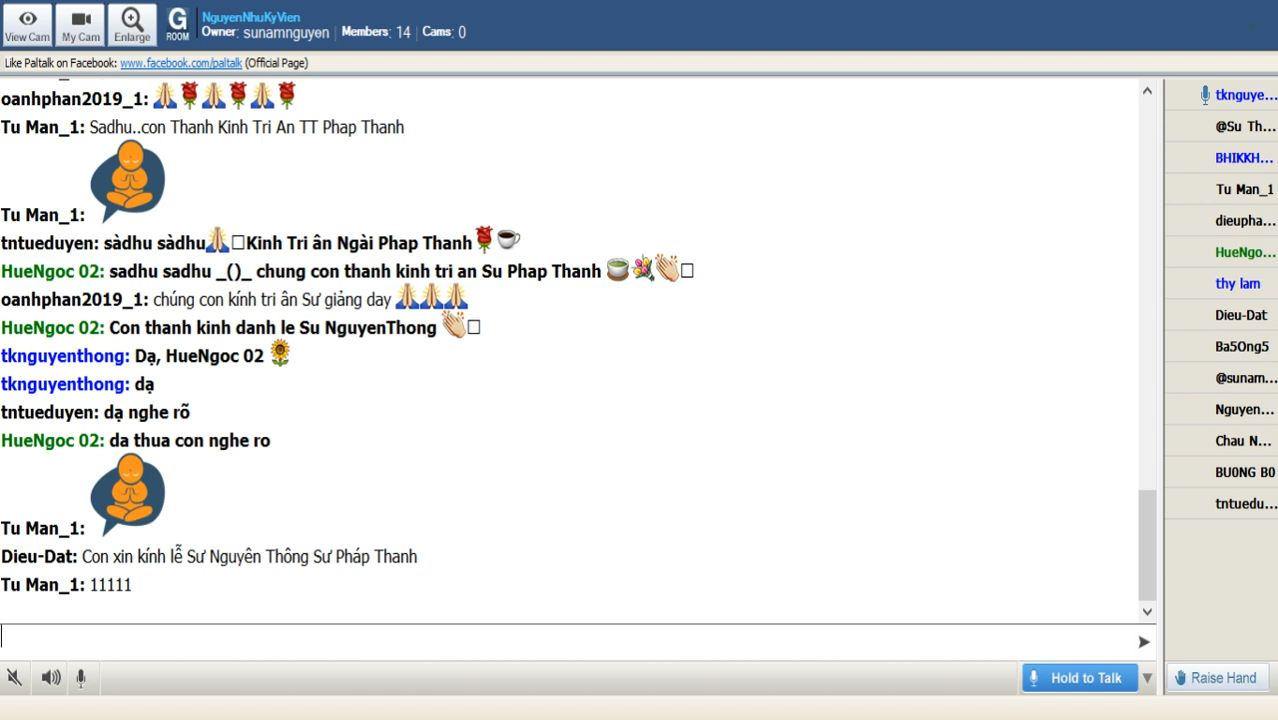 NguyenNhuKyVien
View Cam My Cam Enlarge G ROOM Owner: sunamnguyen Members: 14 Cams: 0
Like Paltalk on Facebook: www.facebook.com/paltalk (Official Page)
oanhphan2019_1:
Tu Man_1: Sadhu..con Thanh Kinh Tri An TT Phap Thanh
Tu Man_1:
tntueduyen: sàdhu sàdhu🙏Kinh Tri ân Ngài Phap Thanh
HueNgoc 02: sadhu sadhu _()_ chung con thanh kinh tri an Su Phap Thanh
oanhphan2019_1: chúng con kính tri ân Sư giảng day
HueNgoc 02: Con thanh kinh danh le Su NguyenThong
tknguyenthong: Dạ, HueNgoc 02
tknguyenthong: dạ
tntueduyen: dạ nghe rõ
HueNgoc 02: da thua con nghe ro
Tu Man_1:
Dieu-Dat: Con xin kính lễ Sư Nguyên Thông Sư Pháp Thanh
Tu Man_1: 11111
Hold to Talk
tknguye...
@Su Th...
BHIKKH...
Tu Man_1
dieupha...
HueNgo...
thy lam
Dieu-Dat
Ba5Ong5
@sunam...
Nguyen...
Chau N...
BU0NG B0
tntuedu...
Raise Hand